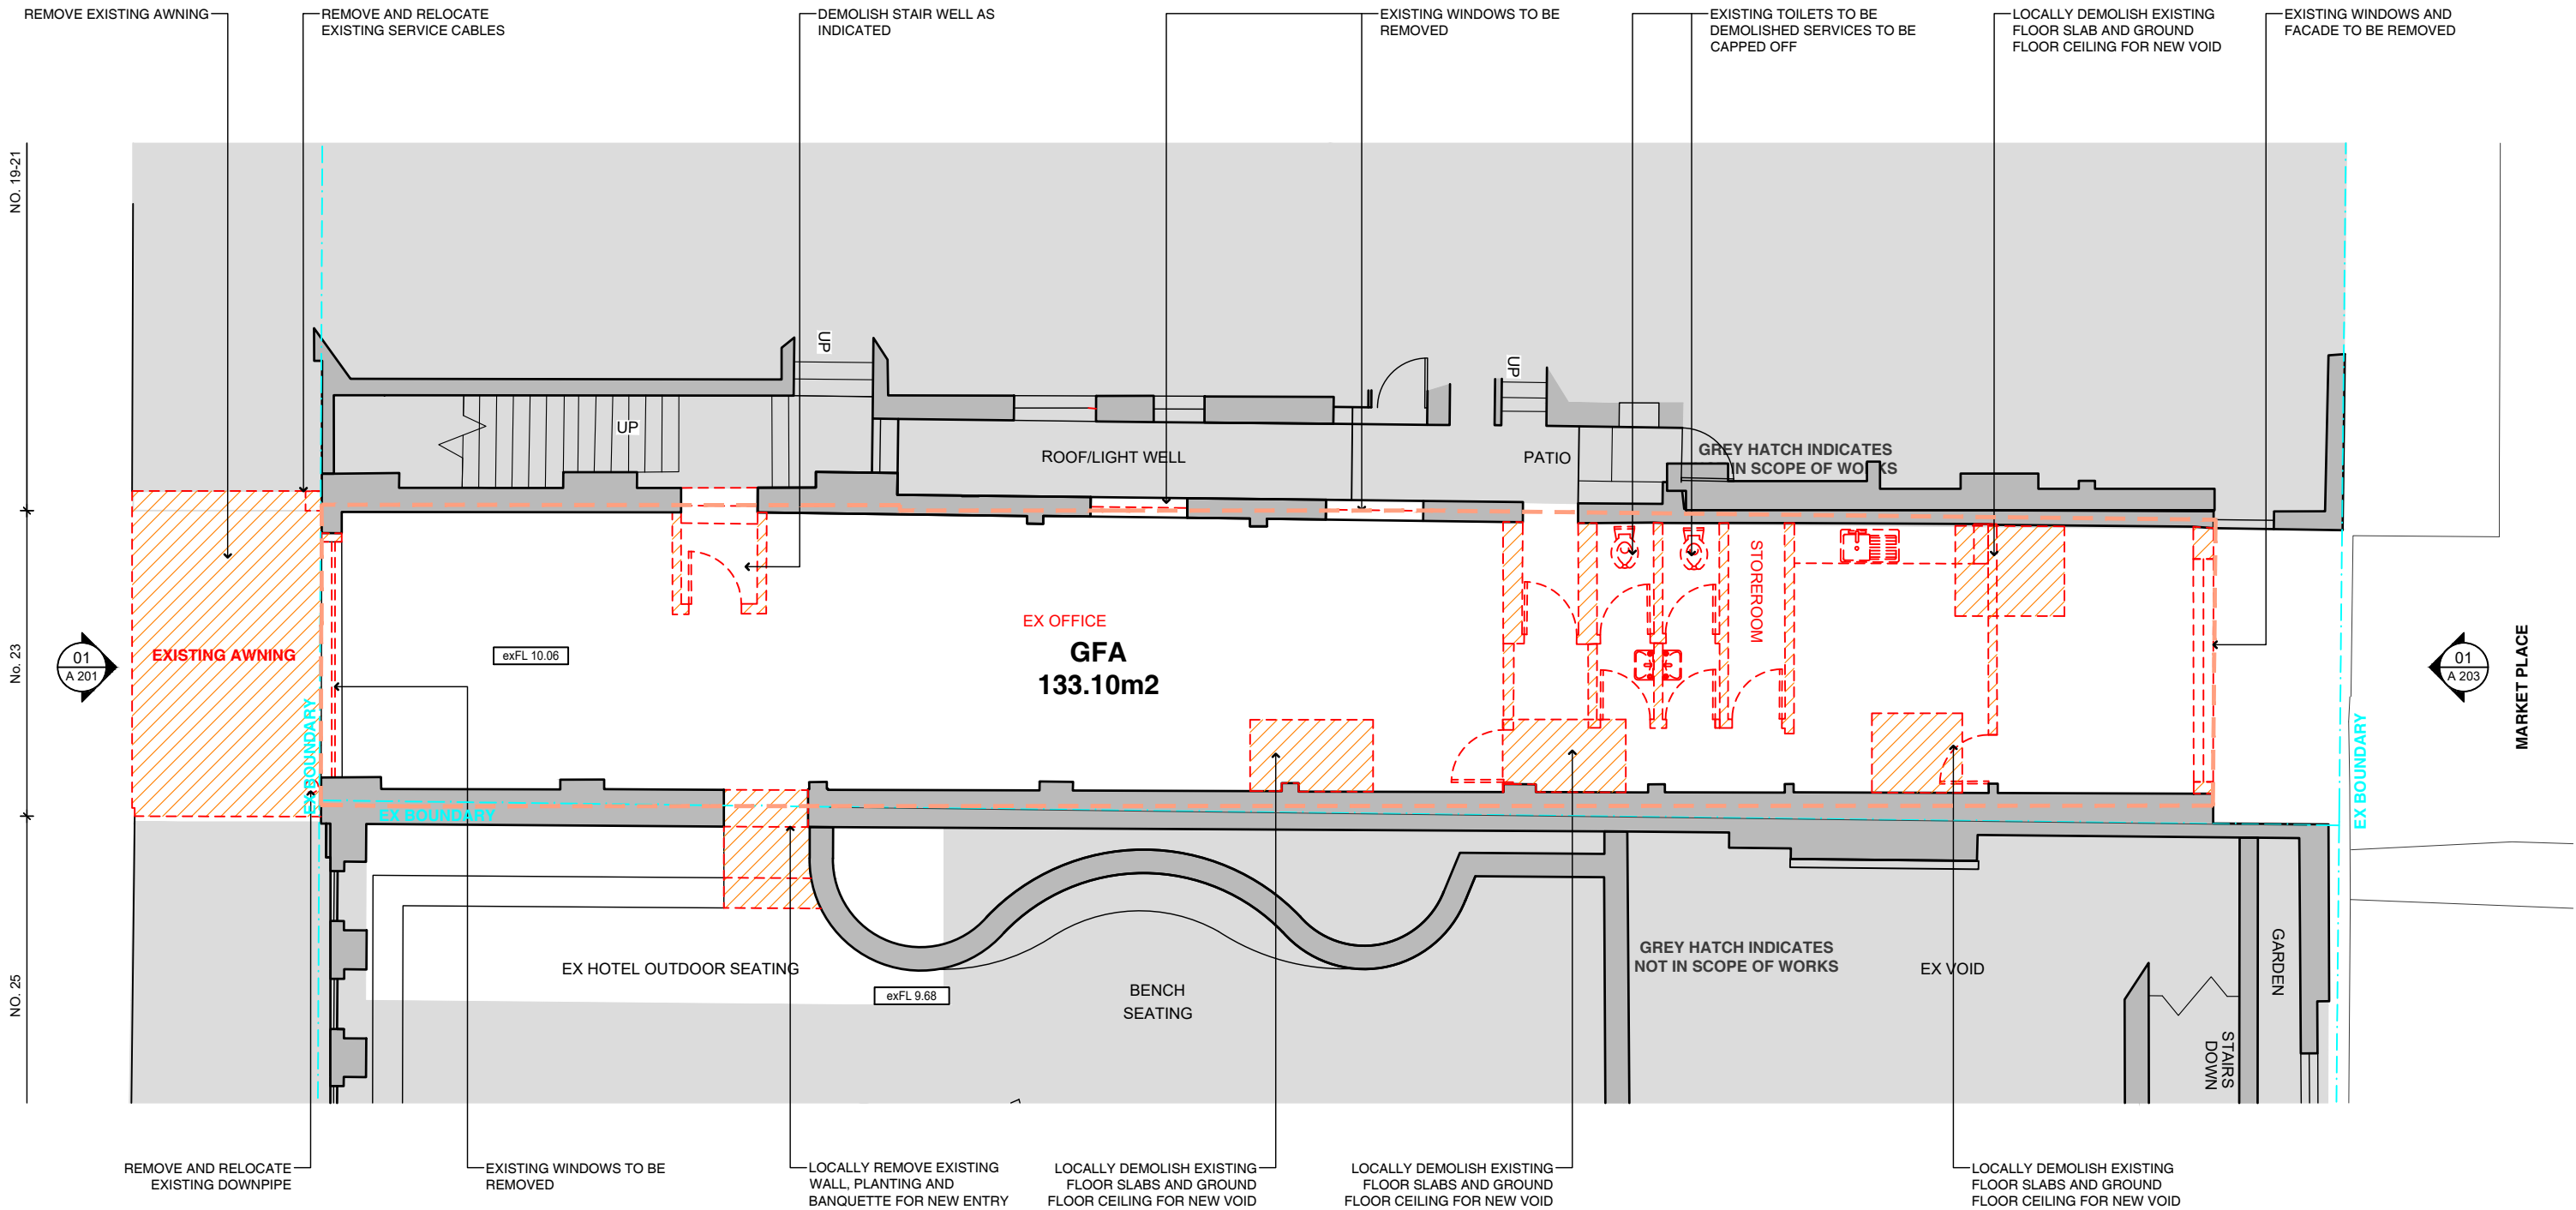 REMOVE EXISTING AWNING
REMOVE AND RELOCATE
EXISTING SERVICE CABLES
DEMOLISH STAIR WELL AS
INDICATED
EXISTING WINDOWS TO BE
REMOVED
EXISTING TOILETS TO BE
DEMOLISHED SERVICES TO BE
CAPPED OFF
LOCALLY DEMOLISH EXISTING
FLOOR SLAB AND GROUND
FLOOR CEILING FOR NEW VOID
EXISTING WINDOWS AND
FACADE TO BE REMOVED
NO. 19-21
UP
UP
UP
ROOF/LIGHT WELL
PATIO
GREY HATCH INDICATES
IN SCOPE OF WORKS
STOREROOM
EX OFFICE
GFA
133.10m2
exFL 10.06
EXISTING AWNING
01
A 201
No. 23
01
A 203
MARKET PLACE
EX BOUNDARY
EX BOUNDARY
EX BOUNDARY
NO. 25
EX HOTEL OUTDOOR SEATING
exFL 9.68
BENCH
SEATING
GREY HATCH INDICATES
NOT IN SCOPE OF WORKS
EX VOID
GARDEN
STAIRS
DOWN
REMOVE AND RELOCATE
EXISTING DOWNPIPE
EXISTING WINDOWS TO BE
REMOVED
LOCALLY REMOVE EXISTING
WALL, PLANTING AND
BANQUETTE FOR NEW ENTRY
LOCALLY DEMOLISH EXISTING
FLOOR SLABS AND GROUND
FLOOR CEILING FOR NEW VOID
LOCALLY DEMOLISH EXISTING
FLOOR SLABS AND GROUND
FLOOR CEILING FOR NEW VOID
LOCALLY DEMOLISH EXISTING
FLOOR SLABS AND GROUND
FLOOR CEILING FOR NEW VOID